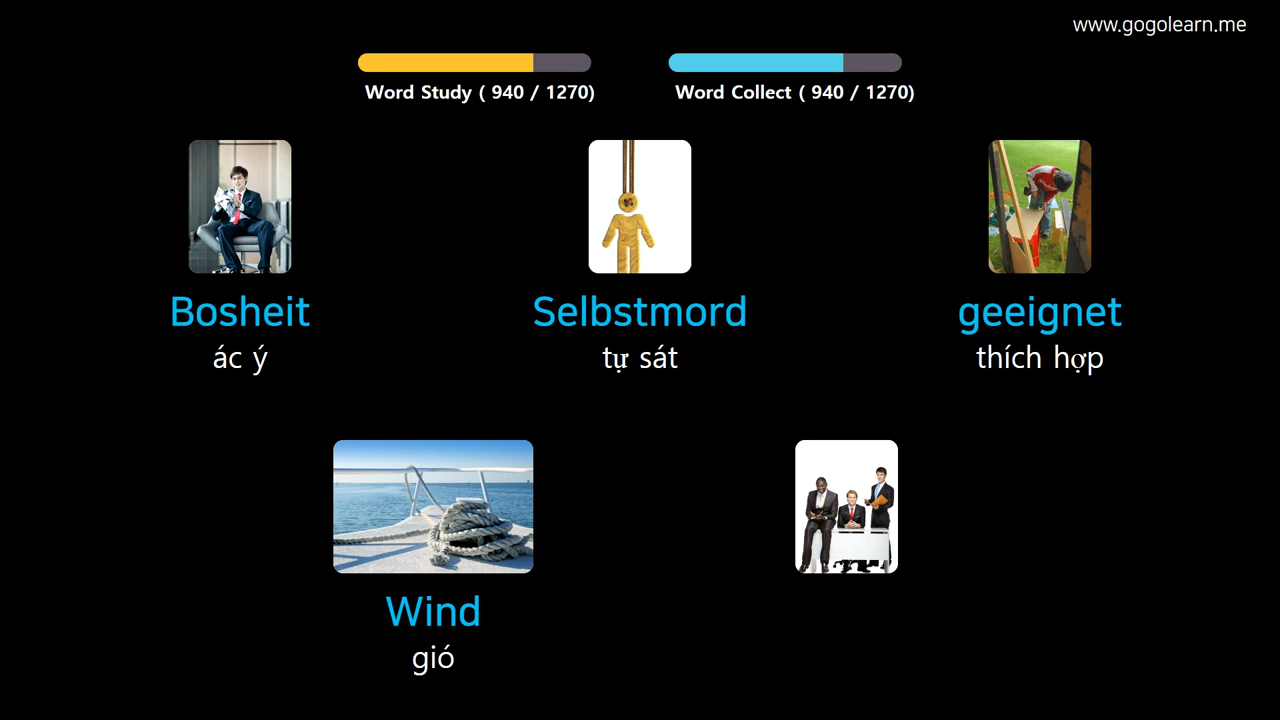 www.gogolearn.me
Word Study ( 940 / 1270)
Word Collect ( 940 / 1270)
Bosheit
ác ý
Selbstmord
tự sát
geeignet
thích hợp
Wind
gió